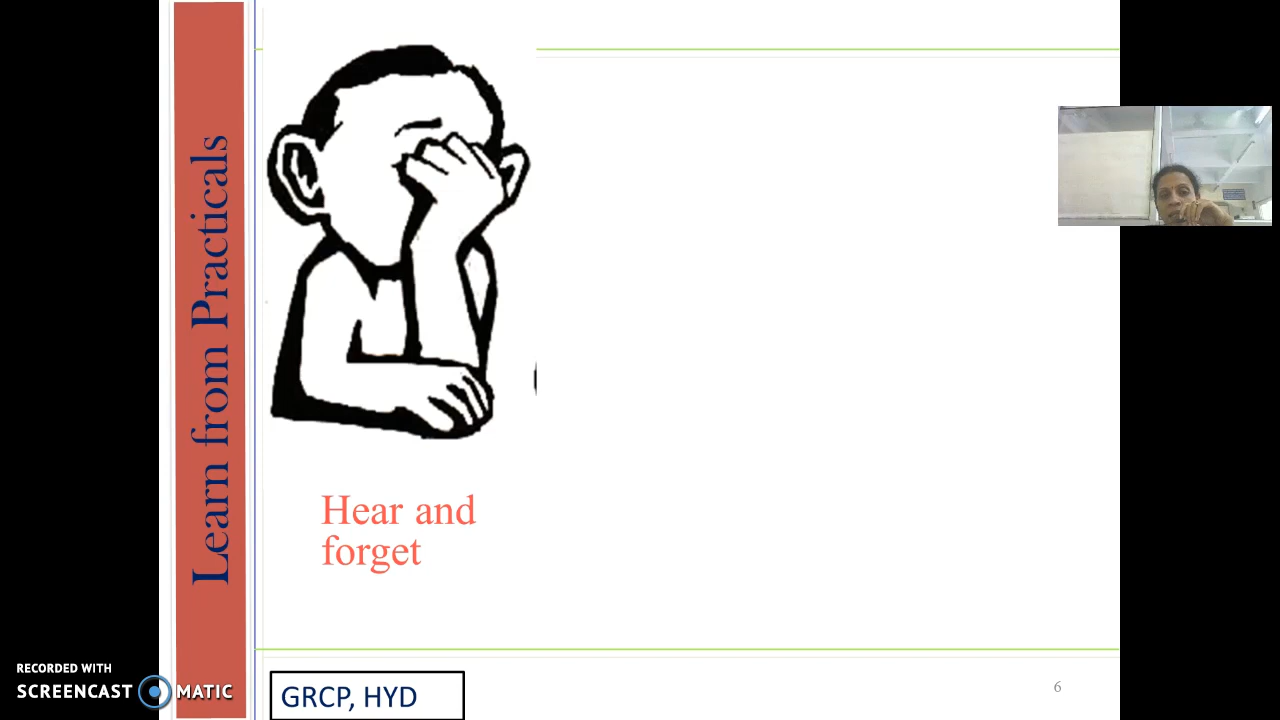 Learn from Practicals
Hear and
forget
GRCP, HYD
6
RECORDED WITH
SCREENCAST MATIC